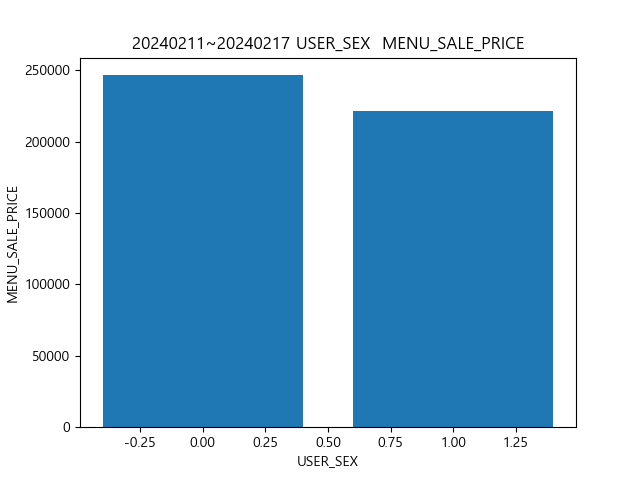 20240211~20240217 USER_SEX  MENU_SALE_PRICE
250000
200000
150000
100000
50000
0
MENU_SALE_PRICE
-0.25 0.00 0.25 0.50 0.75 1.00 1.25
USER_SEX